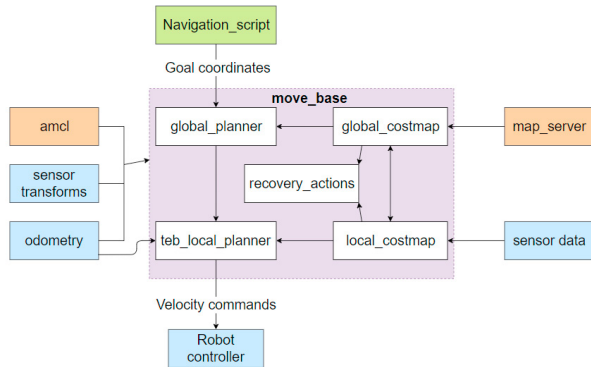 Navigation_script
Goal coordinates
move_base
amcl
global_planner
global_costmap
map_server
sensor
transforms
recovery_actions
odometry
teb_local_planner
local_costmap
sensor data
Velocity commands
Robot
controller